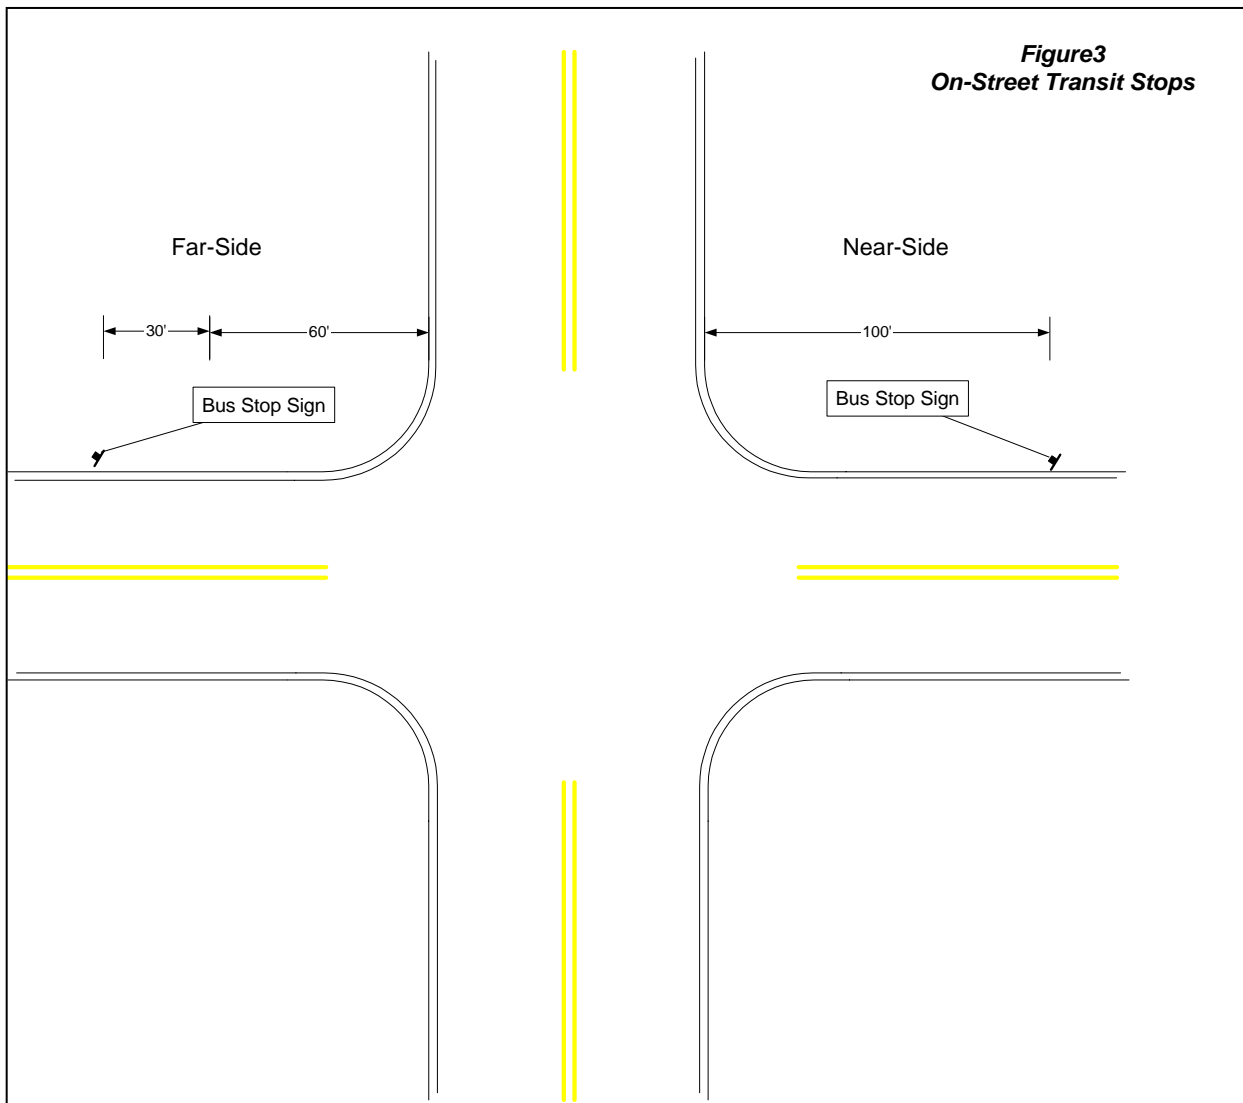 Figure3
On-Street Transit Stops
Far-Side
Near-Side
30'
60'
100'
Bus Stop Sign
Bus Stop Sign